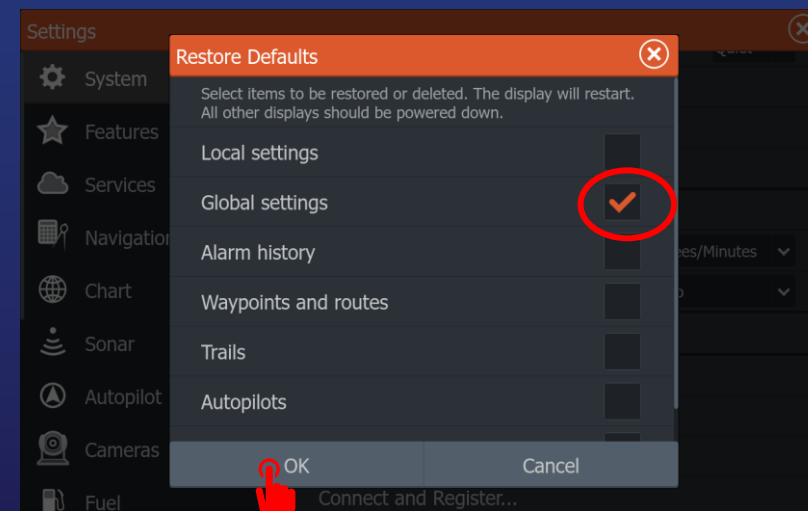 Settings
Restore Defaults
Quiet
System
Select items to be restored or deleted. The display will restart.
All other displays should be powered down.
Features
Local settings
Services
Global settings
Navigation
Alarm history
ees/Minutes
Chart
Waypoints and routes
Sonar
Trails
Autopilot
Autopilots
Cameras
OK
Cancel
Fuel
Connect and Register...